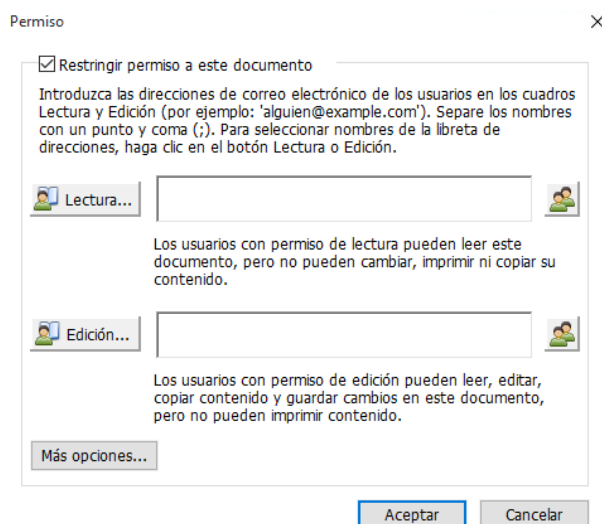 Permiso
Restringir permiso a este documento
Introduzca las direcciones de correo electrónico de los usuarios en los cuadros
Lectura y Edición (por ejemplo: 'alguien@example.com'). Separe los nombres
con un punto y coma (;). Para seleccionar nombres de la libreta de
direcciones, haga clic en el botón Lectura o Edición.
Lectura...
Los usuarios con permiso de lectura pueden leer este
documento, pero no pueden cambiar, imprimir ni copiar su
contenido.
Edición...
Los usuarios con permiso de edición pueden leer, editar,
copiar contenido y guardar cambios en este documento,
pero no pueden imprimir contenido.
Más opciones...
Aceptar Cancelar